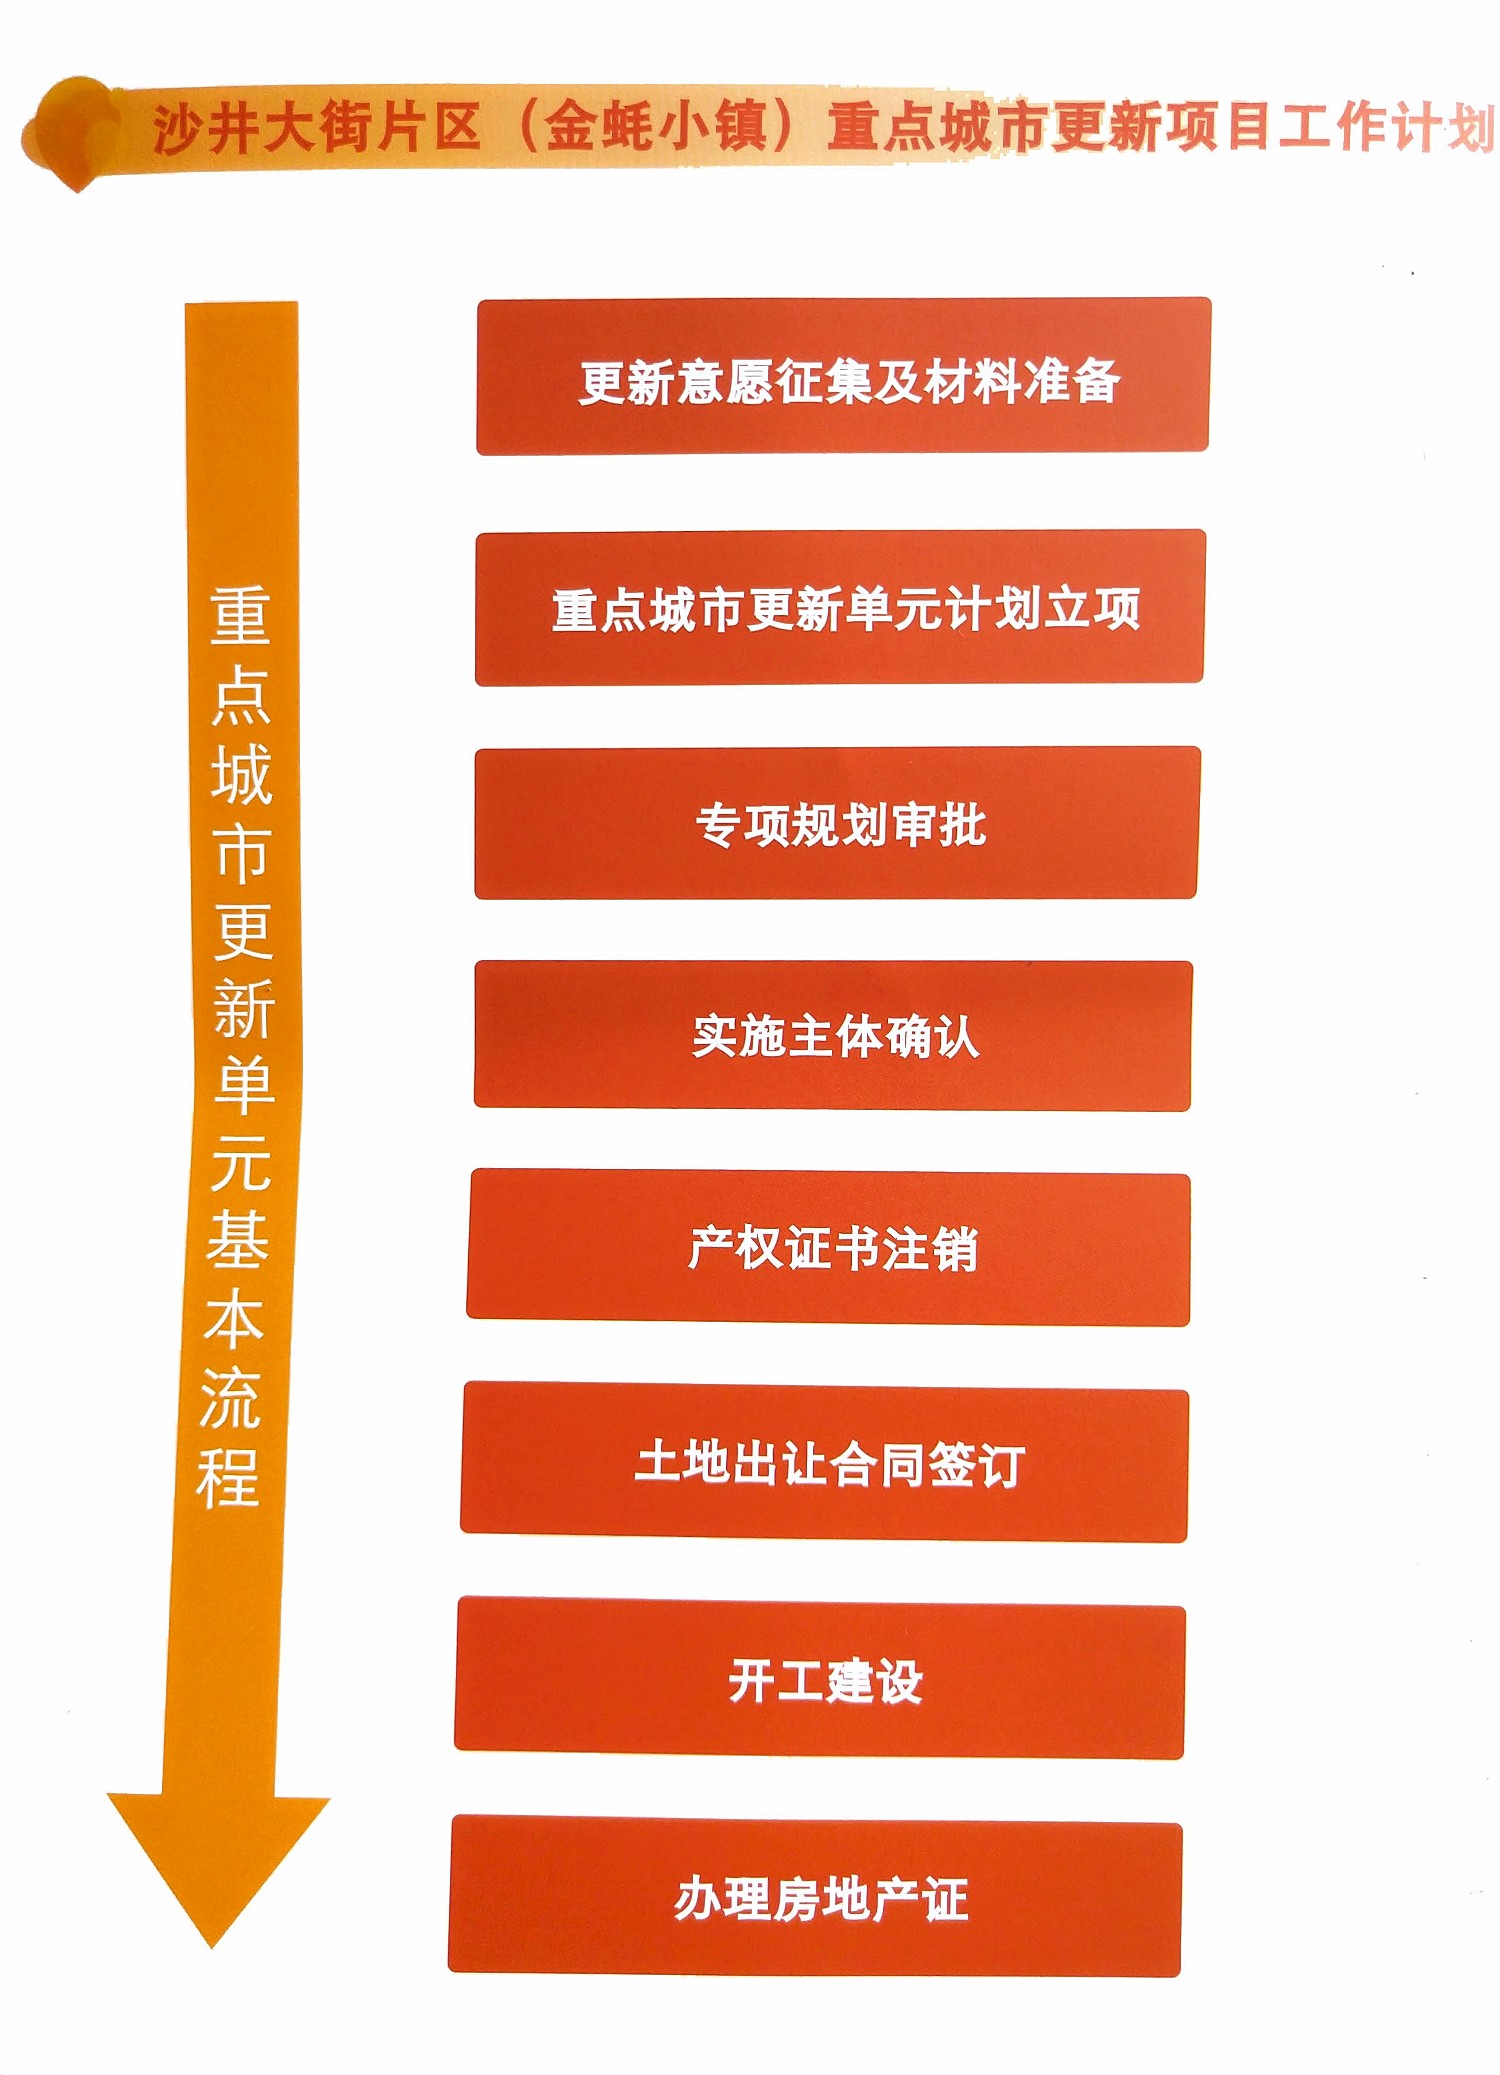 沙井大街片区（金蚝小镇）重点城市更新项目工作计划
重点城市更新单元基本流程
更新意愿征集及材料准备
重点城市更新单元计划立项
专项规划审批
实施主体确认
产权证书注销
土地出让合同签订
开工建设
办理房地产证